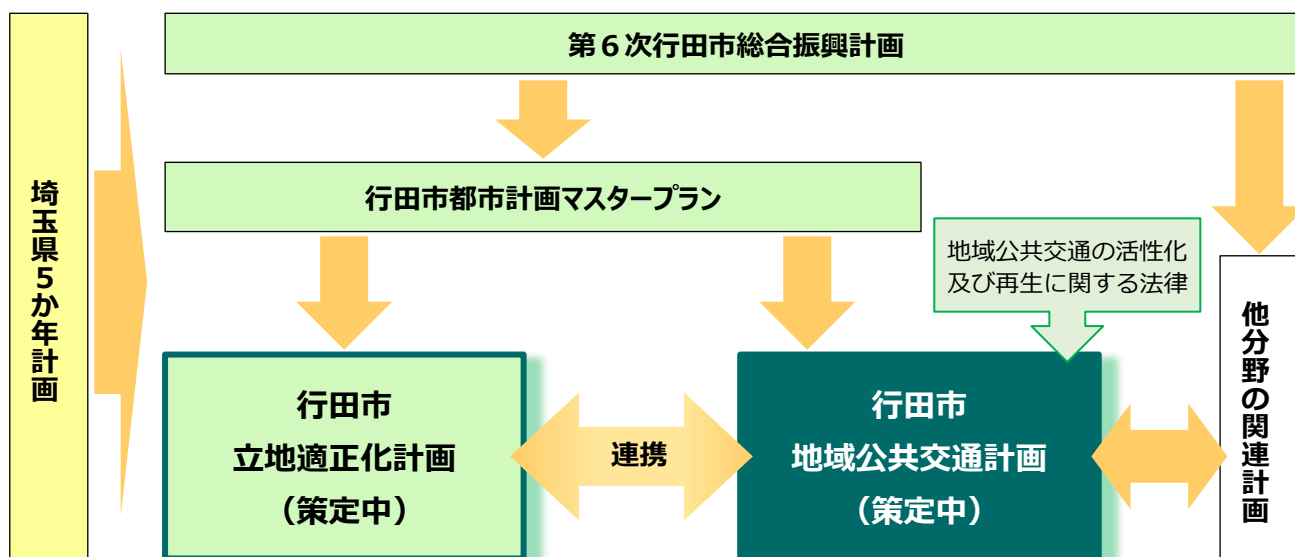 第６次行田市総合振興計画
埼玉県５か年計画
行田市都市計画マスタープラン
地域公共交通の活性化
及び再生に関する法律
行田市
立地適正化計画
（策定中）
連携
行田市
地域公共交通計画
（策定中）
他分野の関連計画